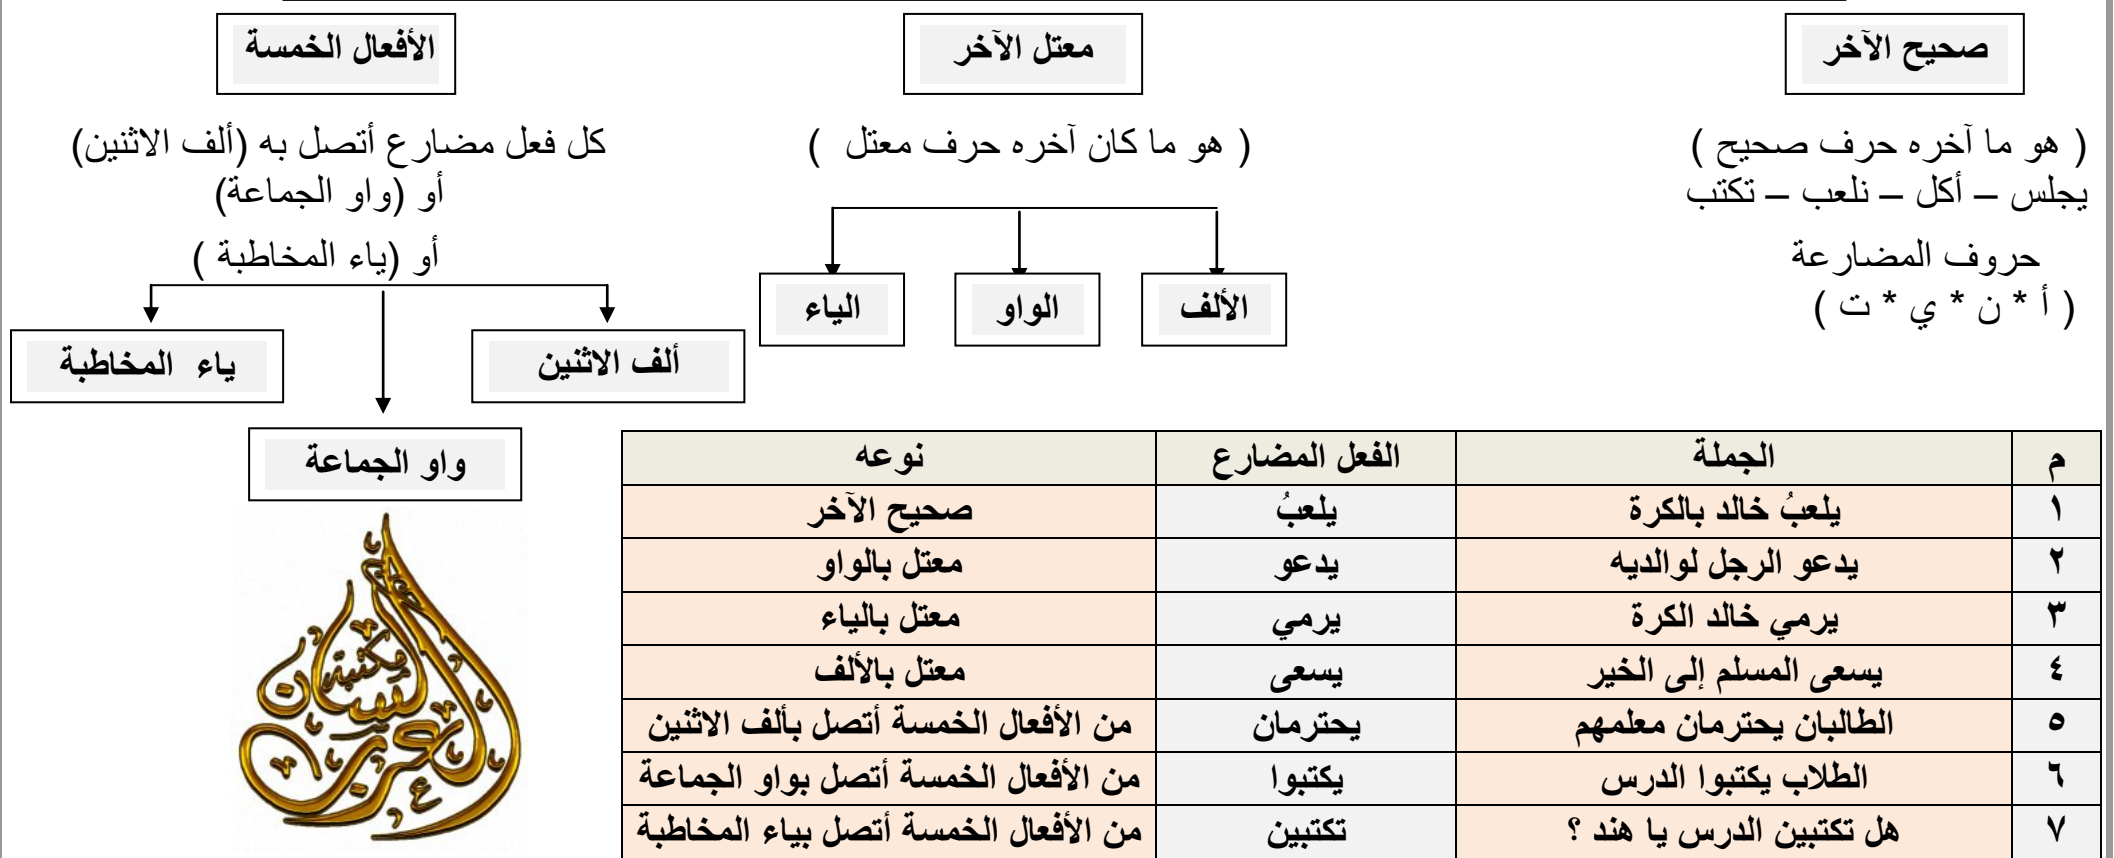 صحيح الآخر
( هو ما آخره حرف صحيح )
يجلس – أكل – نلعب – تكتب
حروف المضارعة
( أ * ن * ي * ت )
معتل الآخر
( هو ما كان آخره حرف معتل )
الألف
الواو
الياء
الأفعال الخمسة
كل فعل مضارع أتصل به (ألف الاثنين)
أو (واو الجماعة)
أو (ياء المخاطبة )
ألف الاثنين
ياء المخاطبة
واو الجماعة
م الجملة الفعل المضارع نوعه
١ يلعبُ خالد بالكرة يلعبُ صحيح الآخر
٢ يدعو الرجل لوالديه يدعو معتل بالواو
٣ يرمي خالد الكرة يرمي معتل بالياء
٤ يسعى المسلم إلى الخير يسعى معتل بالألف
٥ الطالبان يحترمان معلمهم يحترمان من الأفعال الخمسة أتصل بألف الاثنين
٦ الطلاب يكتبوا الدرس يكتبوا من الأفعال الخمسة أتصل بواو الجماعة
٧ هل تكتبين الدرس يا هند ؟ تكتبين من الأفعال الخمسة أتصل بياء المخاطبة
مكتبة
لسان
العرب